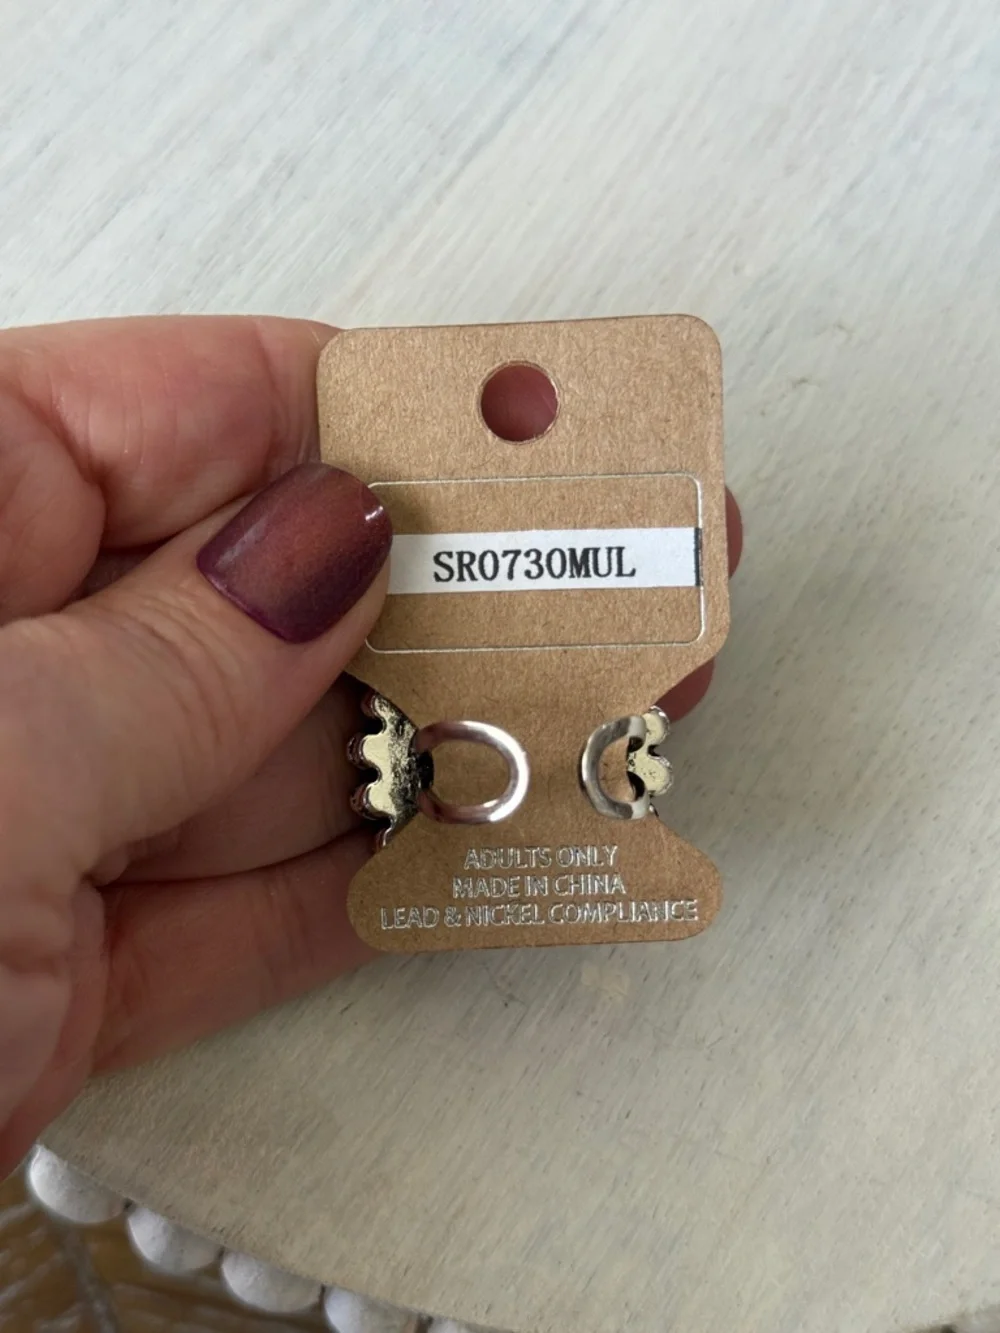 SR0730MUL
ADULTS ONLY
MADE IN CHINA
LEAD & NICKEL COMPLIANCE